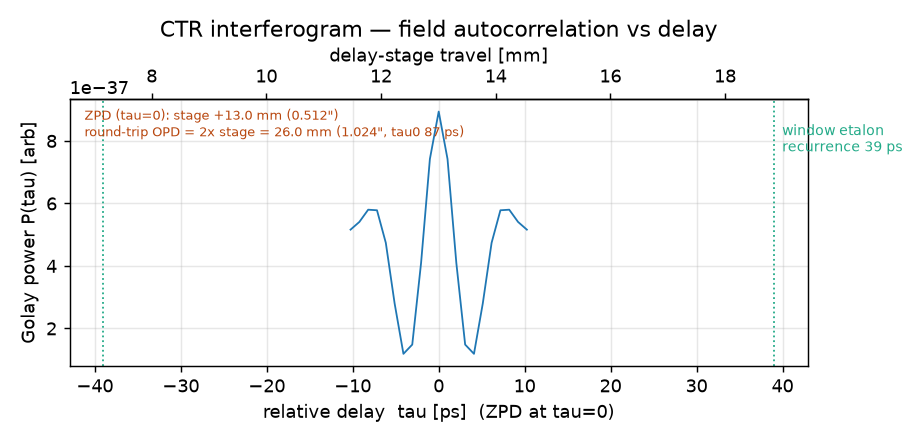 CTR interferogram — field autocorrelation vs delay
delay-stage travel [mm]
8 10 12 14 16 18
1e−37
ZPD (tau=0): stage +13.0 mm (0.512")
round-trip OPD = 2x stage = 26.0 mm (1.024", tau0 87 ps)
window etalon
recurrence 39 ps
Golay power P(tau) [arb]
8
6
4
2
−40 −30 −20 −10 0 10 20 30 40
relative delay  tau [ps]  (ZPD at tau=0)